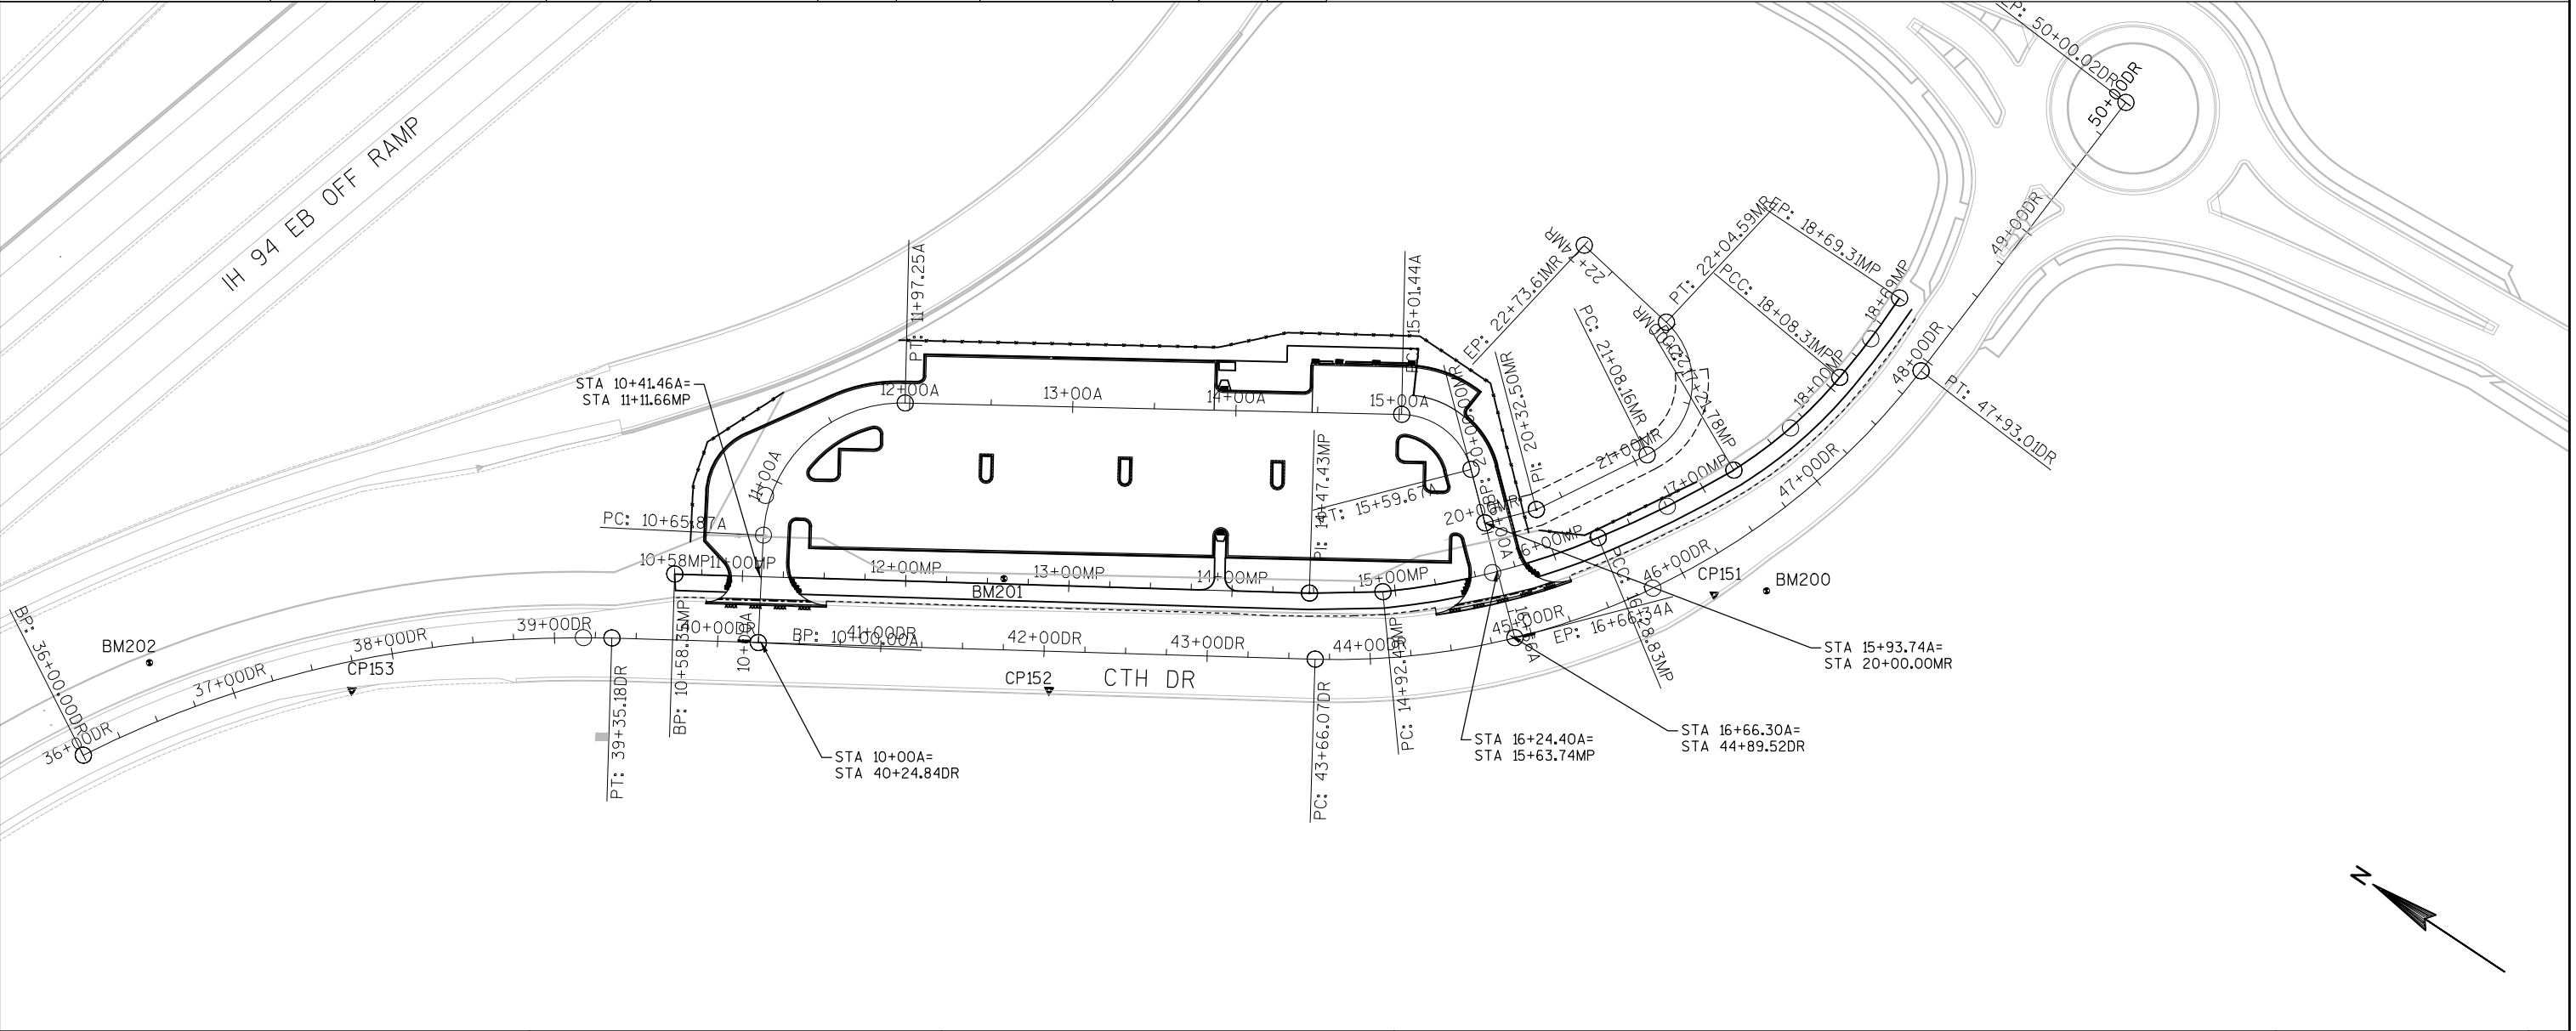 EP: 50+00.02DR
50+00DR
IH 94 EB OFF RAMP
49+00DR
48+00DR
PT: 47+93.01DR
47+00DR
46+00DR
45+00DR
44+00DR
43+00DR
42+00DR
41+00DR
40+00DR
39+00DR
38+00DR
37+00DR
36+00DR
BP: 36+00.00DR
PT: 39+35.18DR
PC: 43+66.07DR
CTH DR
EP: 18+69.31MP
18+69MP
PCC: 18+08.31MP
18+00MP
17+21.78MP
17+00MP
6+00MP
15+00MP
14+00MP
13+00MP
12+00MP
11+00MP
10+58MP
BP: 10+58.35MP
PI: 14+47.43MP
PC: 14+92.49MP
PT: 22+04.59MR
EP: 22+73.61MR
22+74MR
PC: 21+08.16MR
21+00MR
PI: 20+32.50MR
20+00MR
PT: 11+97.25A
PC: 15+01.44A
12+00A
13+00A
14+00A
15+00A
11+00A
PC: 10+65.87A
PT: 15+59.67A
BP: 10+00.00A
EP: 16+66.34A
STA 10+41.46A=
STA 11+11.66MP
STA 10+00A=
STA 40+24.84DR
STA 16+24.40A=
STA 15+63.74MP
STA 16+66.30A=
STA 44+89.52DR
STA 15+93.74A=
STA 20+00.00MR
BM202
CP153
BM201
CP152
CP151
BM200
N